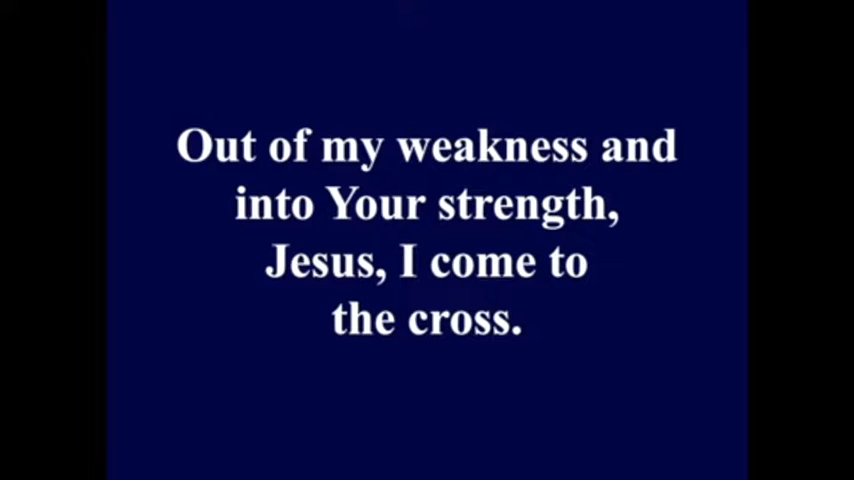 Out of my weakness and
into Your strength,
Jesus, I come to
the cross.